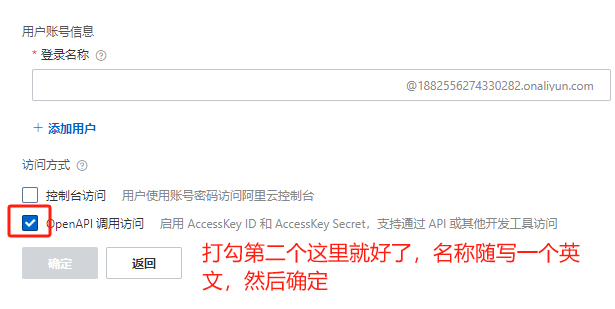 用户账号信息
* 登录名称
@1882556274330282.onaliyun.com
+ 添加用户
访问方式
控制台访问 用户使用账号密码访问阿里云控制台
OpenAPI 调用访问 启用 AccessKey ID 和 AccessKey Secret，支持通过 API 或其他开发工具访问
确定 返回
打勾第二个这里就好了，名称随写一个英
文，然后确定